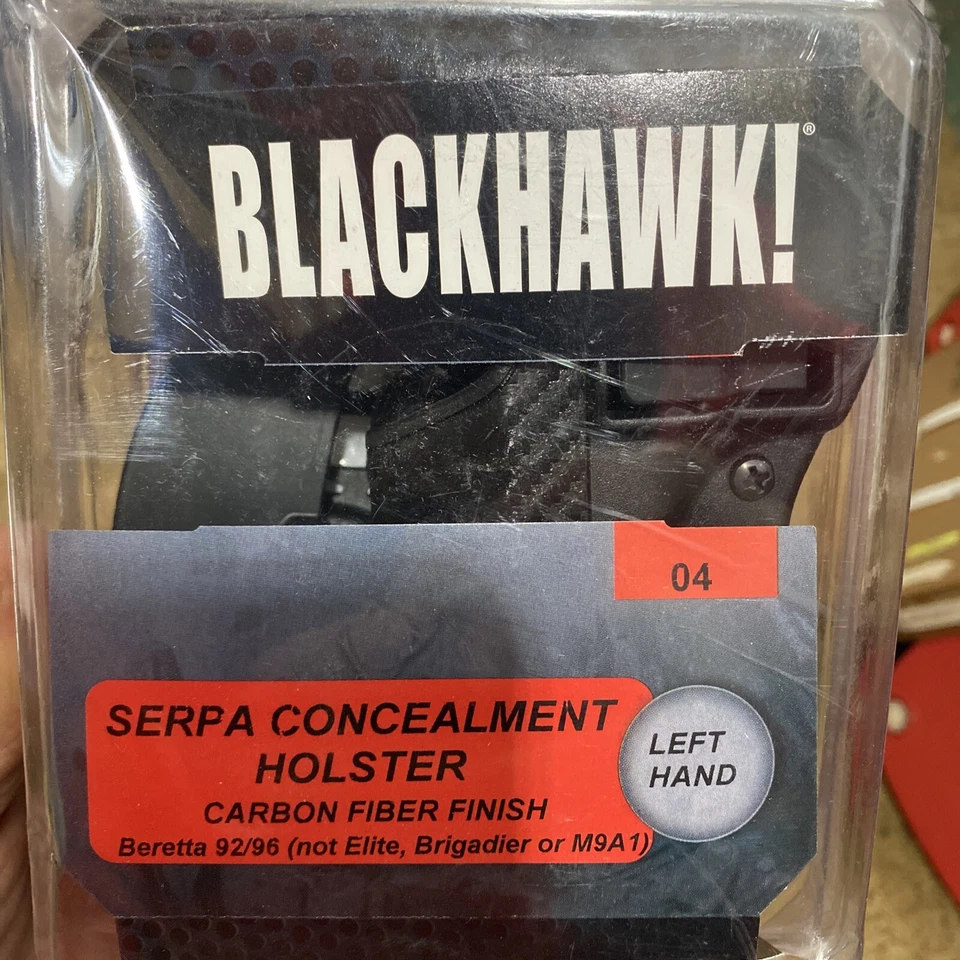 BLACKHAWK!®
04
SERPA CONCEALMENT
HOLSTER
CARBON FIBER FINISH
Beretta 92/96 (not Elite, Brigadier or M9A1)
LEFT
HAND